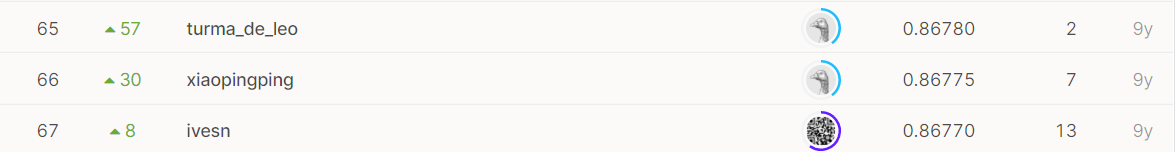 65 57 turma_de_leo 0.86780 2 9y
66 30 xiaopingping 0.86775 7 9y
67 8 ivesn 0.86770 13 9y